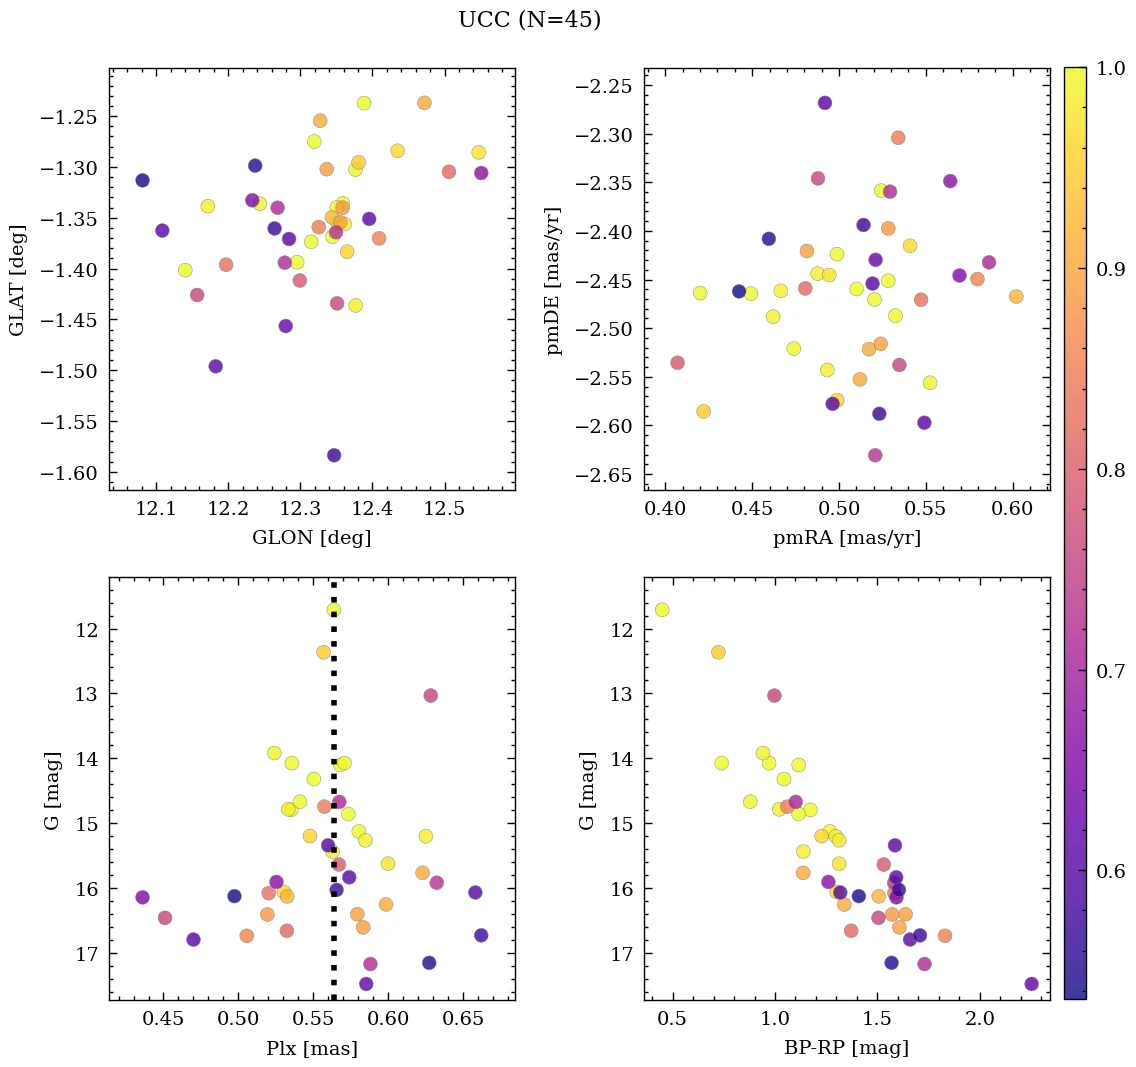 UCC (N=45)
−1.25
−1.30
−1.35
−1.40
−1.45
−1.50
−1.55
−1.60
GLAT [deg]
12.1 12.2 12.3 12.4 12.5
GLON [deg]
−2.25
−2.30
−2.35
−2.40
−2.45
−2.50
−2.55
−2.60
−2.65
pmDE [mas/yr]
0.40 0.45 0.50 0.55 0.60
pmRA [mas/yr]
12
13
14
15
16
17
G [mag]
0.45 0.50 0.55 0.60 0.65
Plx [mas]
12
13
14
15
16
17
G [mag]
0.5 1.0 1.5 2.0
BP-RP [mag]
1.0
0.9
0.8
0.7
0.6